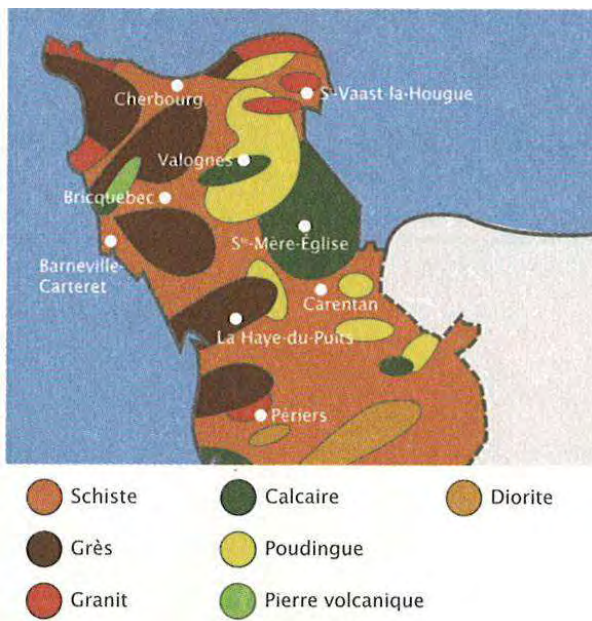 Cherbourg
St-Vaast-la-Hougue
Valognes
Bricquebec
Ste-Mère-Église
Barneville-
Carteret
Carentan
La Haye-du-Puits
Périers
Schiste
Calcaire
Diorite
Grès
Poudingue
Granit
Pierre volcanique